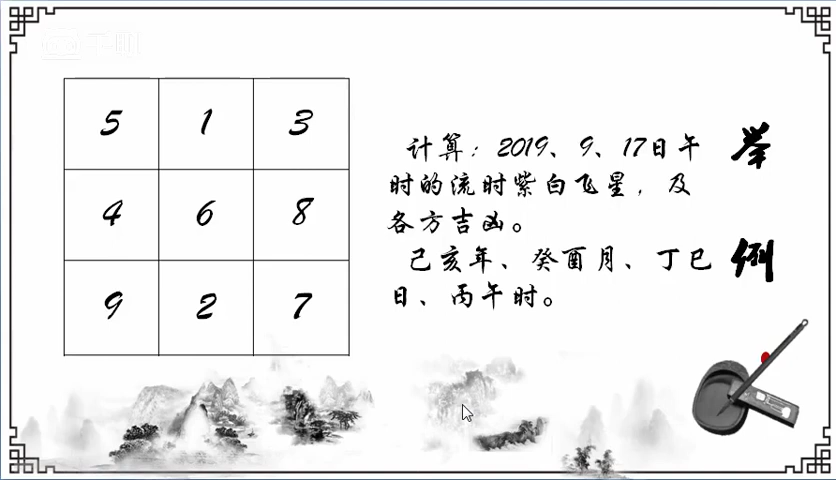 5 1 3
4 6 8
9 2 7
计算：2019、9、17日午
时的流时紫白飞星，及
各方吉凶。
己亥年、癸酉月、丁巳
日、丙午时。
举
例